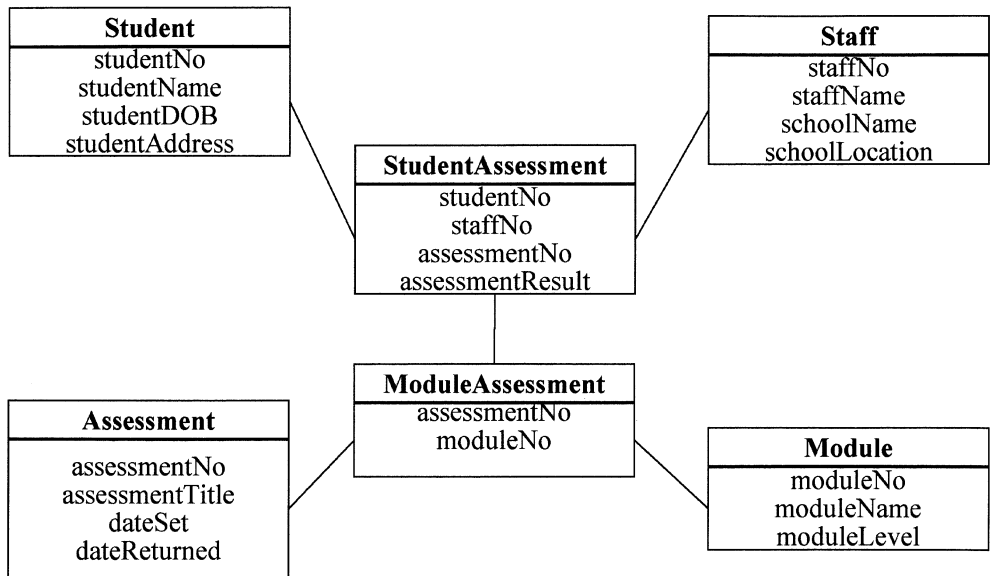 Student
studentNo
studentName
studentDOB
studentAddress
Staff
staffNo
staffName
schoolName
schoolLocation
StudentAssessment
studentNo
staffNo
assessmentNo
assessmentResult
ModuleAssessment
assessmentNo
moduleNo
Assessment
assessmentNo
assessmentTitle
dateSet
dateReturned
Module
moduleNo
moduleName
moduleLevel